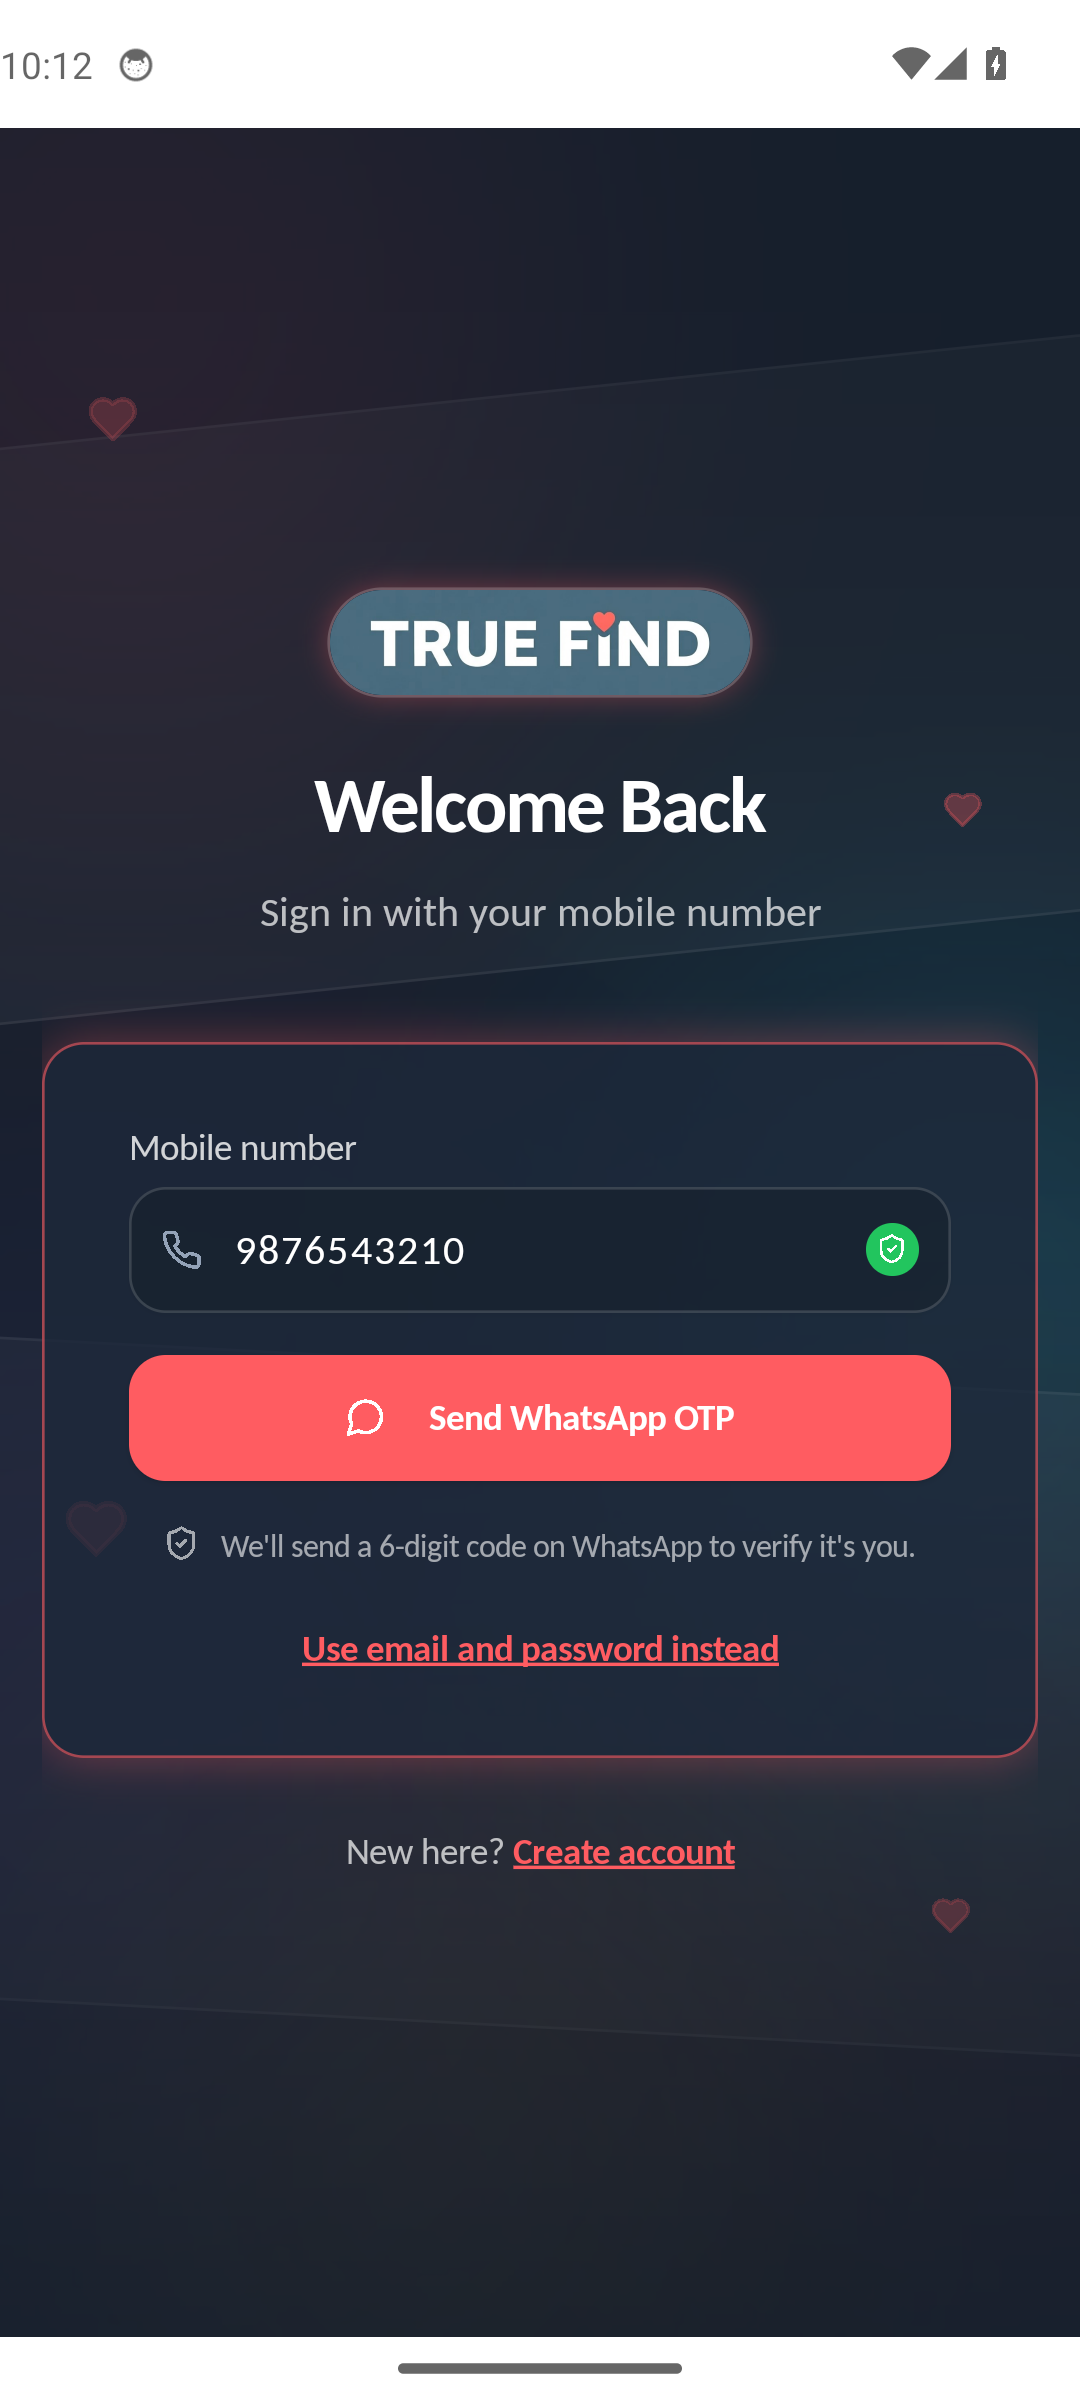 10:12
TRUE FiND
Welcome Back
Sign in with your mobile number
Mobile number
9876543210
Send WhatsApp OTP
We'll send a 6-digit code on WhatsApp to verify it's you.
Use email and password instead
New here? Create account